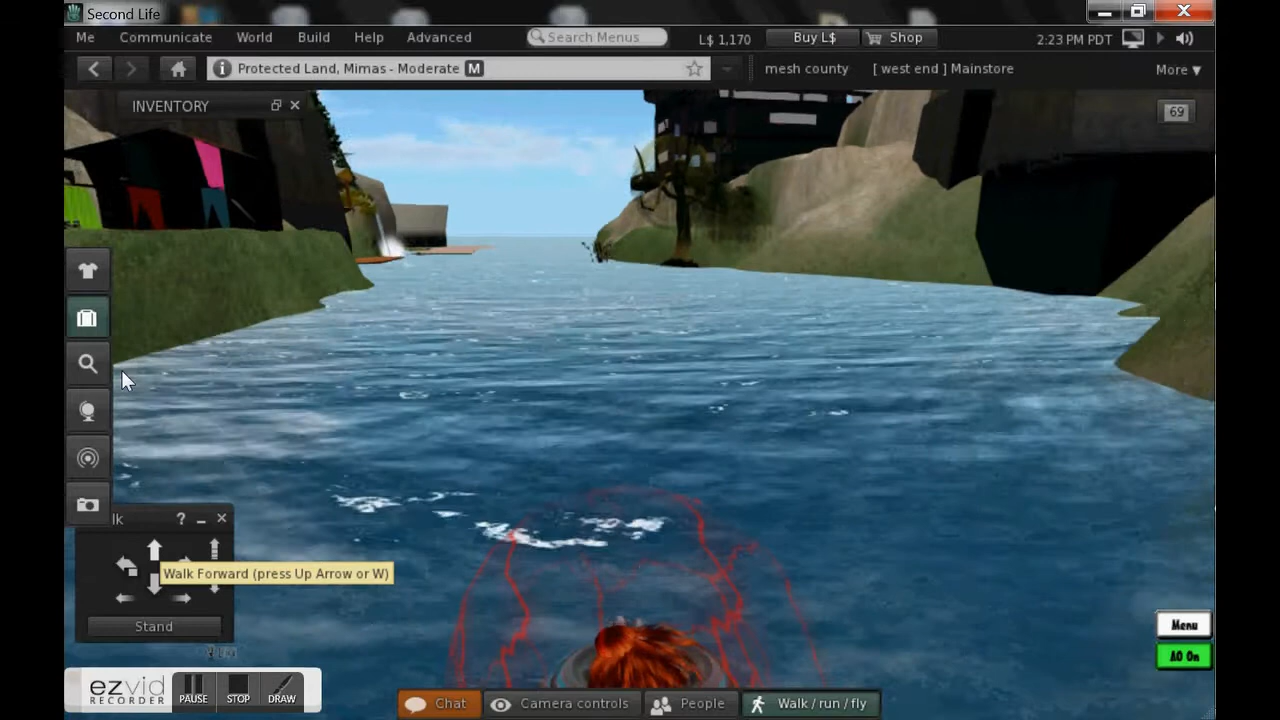 Second Life
Me Communicate World Build Help Advanced Search Menus L$ 1,170 Buy L$ Shop 2:23 PM PDT
Protected Land, Mimas - Moderate M mesh county [ west end ] Mainstore More ▼
INVENTORY
69
lk ?
Walk Forward (press Up Arrow or W)
Stand
Menu
AO On
ezvid
RECORDER
PAUSE STOP DRAW
Chat Camera controls People Walk / run / fly